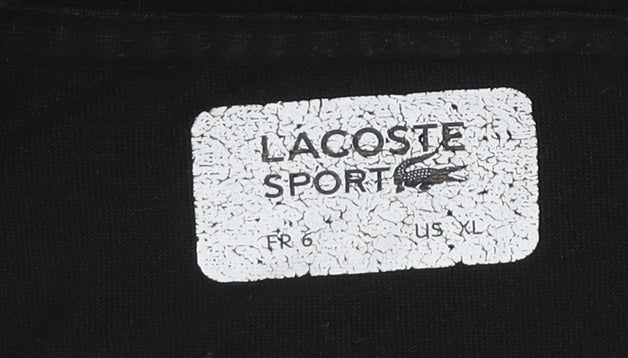 LACOSTE
SPORT
FR 6 US XL